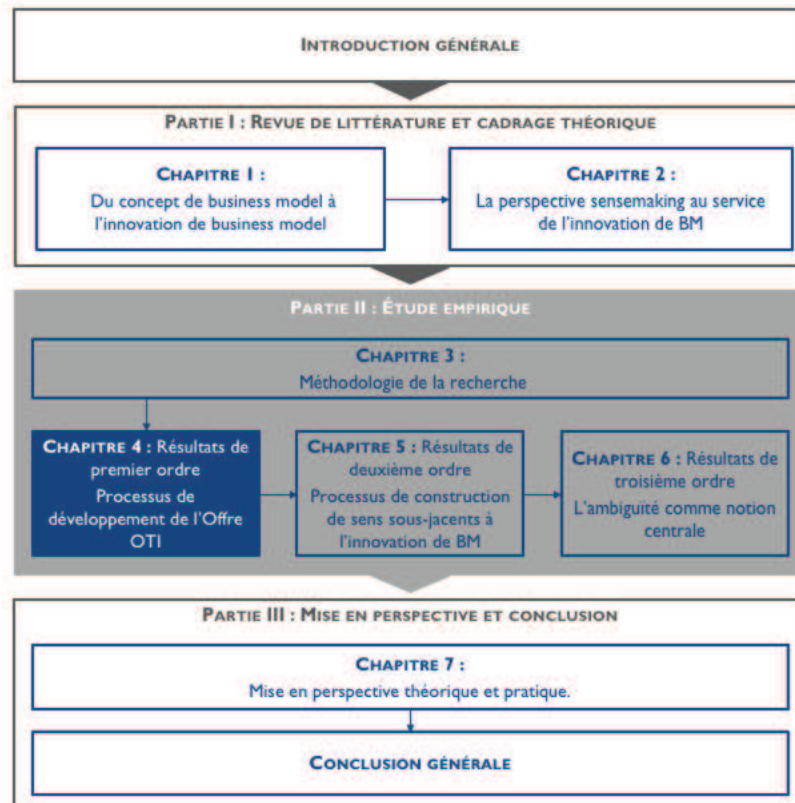 INTRODUCTION GÉNÉRALE
PARTIE I : REVUE DE LITTÉRATURE ET CADRAGE THÉORIQUE
CHAPITRE 1 :
Du concept de business model à
l'innovation de business model
CHAPITRE 2 :
La perspective sensemaking au service
de l'innovation de BM
PARTIE II : ÉTUDE EMPIRIQUE
CHAPITRE 3 :
Méthodologie de la recherche
CHAPITRE 4 : Résultats de
premier ordre
Processus de
développement de l'Offre
OTI
CHAPITRE 5 : Résultats de
deuxième ordre
Processus de construction
de sens sous-jacents à
l'innovation de BM
CHAPITRE 6 : Résultats de
troisième ordre
L'ambiguïté comme notion
centrale
PARTIE III : MISE EN PERSPECTIVE ET CONCLUSION
CHAPITRE 7 :
Mise en perspective théorique et pratique.
CONCLUSION GÉNÉRALE